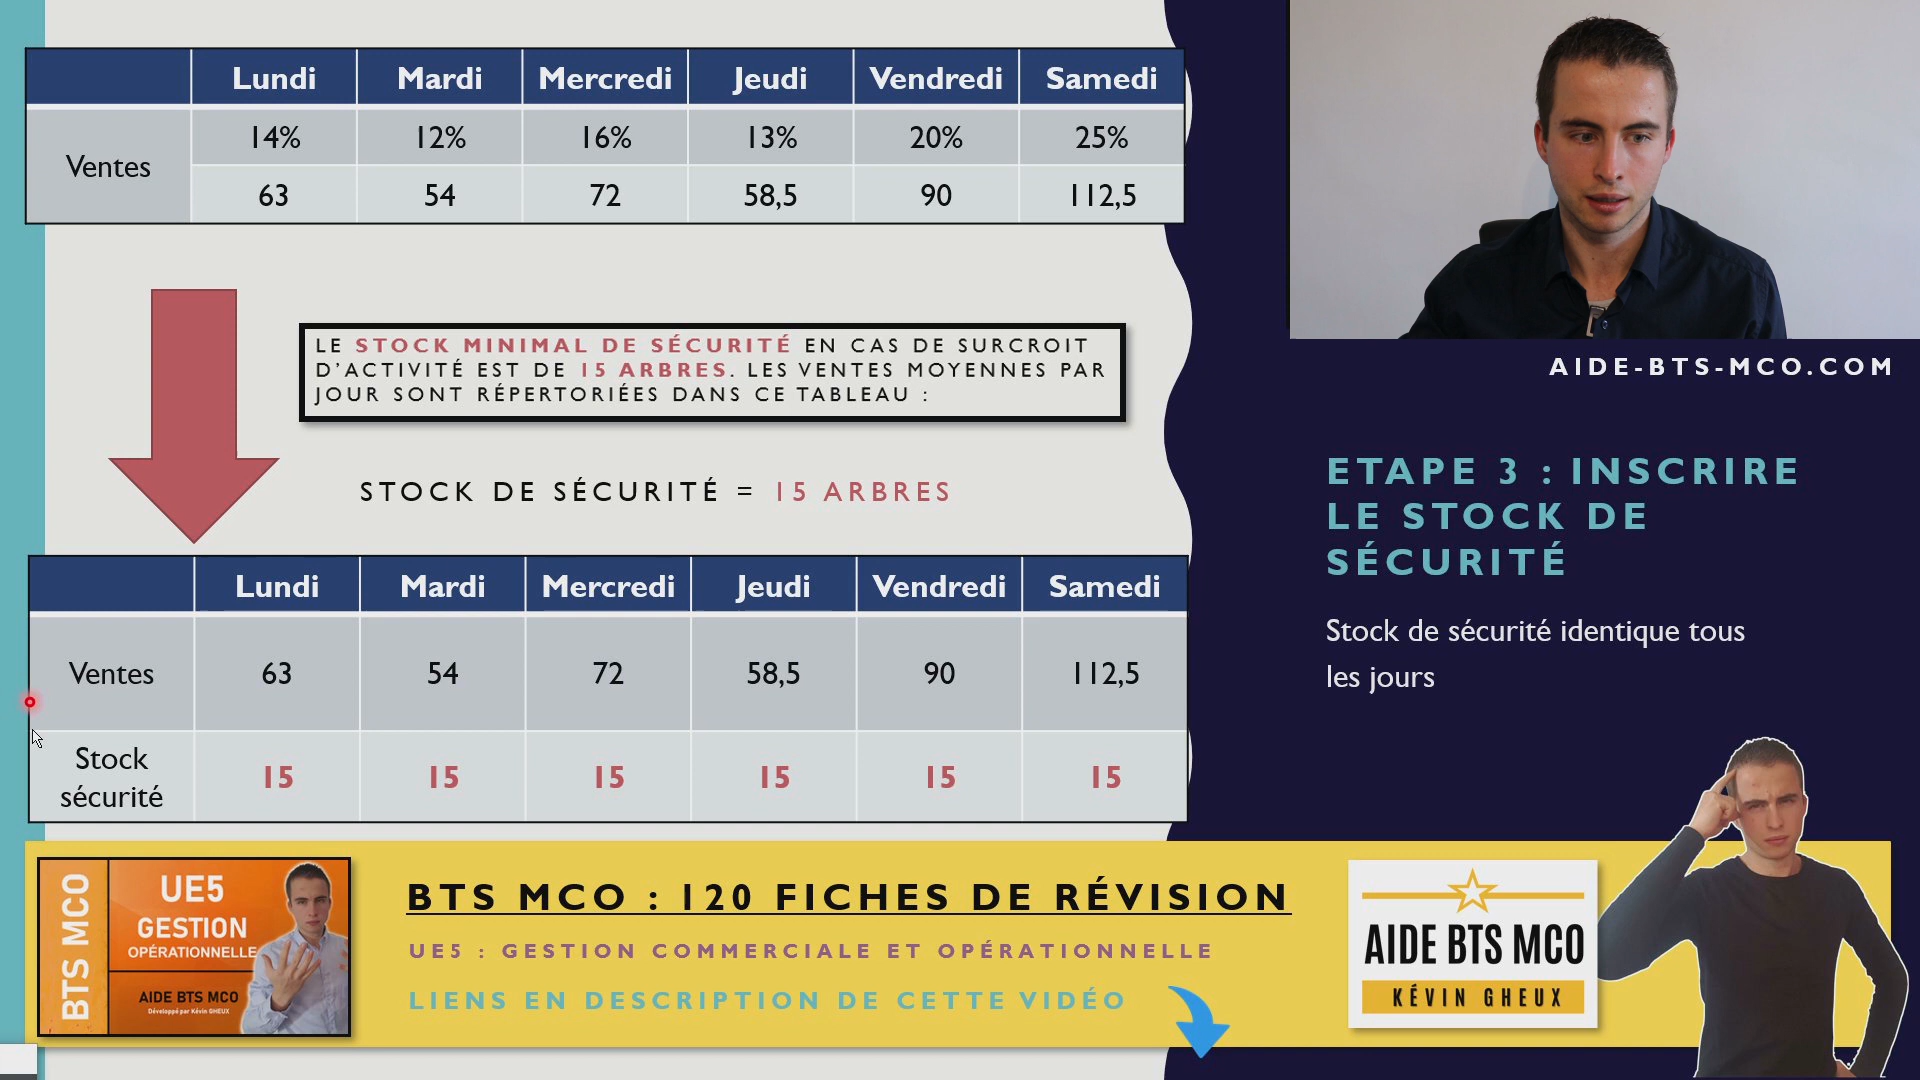 Lundi Mardi Mercredi Jeudi Vendredi Samedi
Ventes 14% 12% 16% 13% 20% 25%
63 54 72 58,5 90 112,5
LE STOCK MINIMAL DE SÉCURITÉ EN CAS DE SURCROIT
D'ACTIVITÉ EST DE 15 ARBRES. LES VENTES MOYENNES PAR
JOUR SONT RÉPERTORIÉES DANS CE TABLEAU :
STOCK DE SÉCURITÉ = 15 ARBRES
Lundi Mardi Mercredi Jeudi Vendredi Samedi
Ventes 63 54 72 58,5 90 112,5
Stock
sécurité 15 15 15 15 15 15
AIDE-BTS-MCO.COM
ETAPE 3 : INSCRIRE
LE STOCK DE
SÉCURITÉ
Stock de sécurité identique tous
les jours
BTS MCO
UE5
GESTION
OPÉRATIONNELLE
AIDE BTS MCO
Développé par Kévin GHEUX
BTS MCO : 120 FICHES DE RÉVISION
UE5 : GESTION COMMERCIALE ET OPÉRATIONNELLE
LIENS EN DESCRIPTION DE CETTE VIDÉO
AIDE BTS MCO
KÉVIN GHEUX